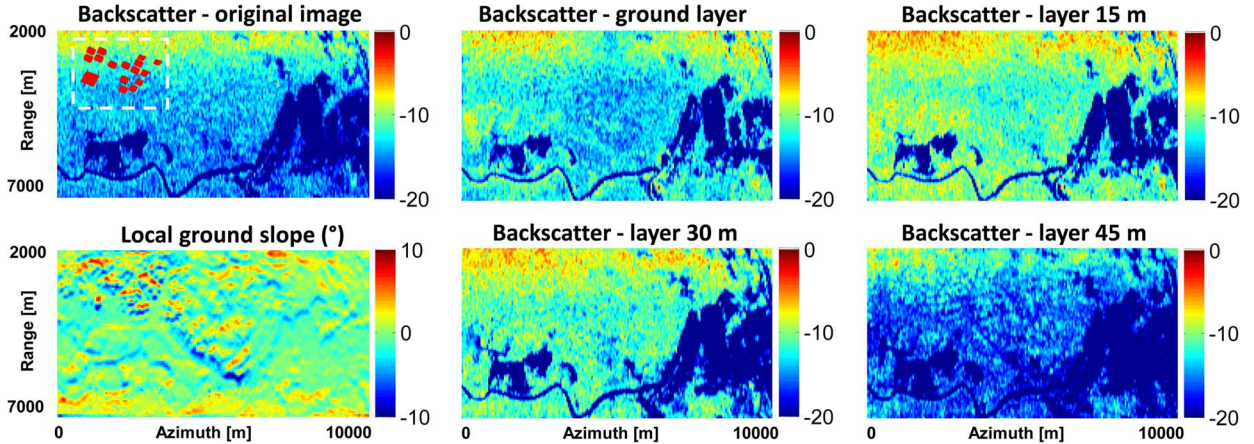 Backscatter - original image
Backscatter - ground layer
Backscatter - layer 15 m
2000
Range [m]
7000
0
-10
-20
0
-10
-20
0
-10
-20
Local ground slope (°)
Backscatter - layer 30 m
Backscatter - layer 45 m
2000
Range [m]
7000
10
5
0
-5
-10
0
-10
-20
0
-10
-20
0 Azimuth [m] 10000
0 Azimuth [m] 10000
0 Azimuth [m] 10000